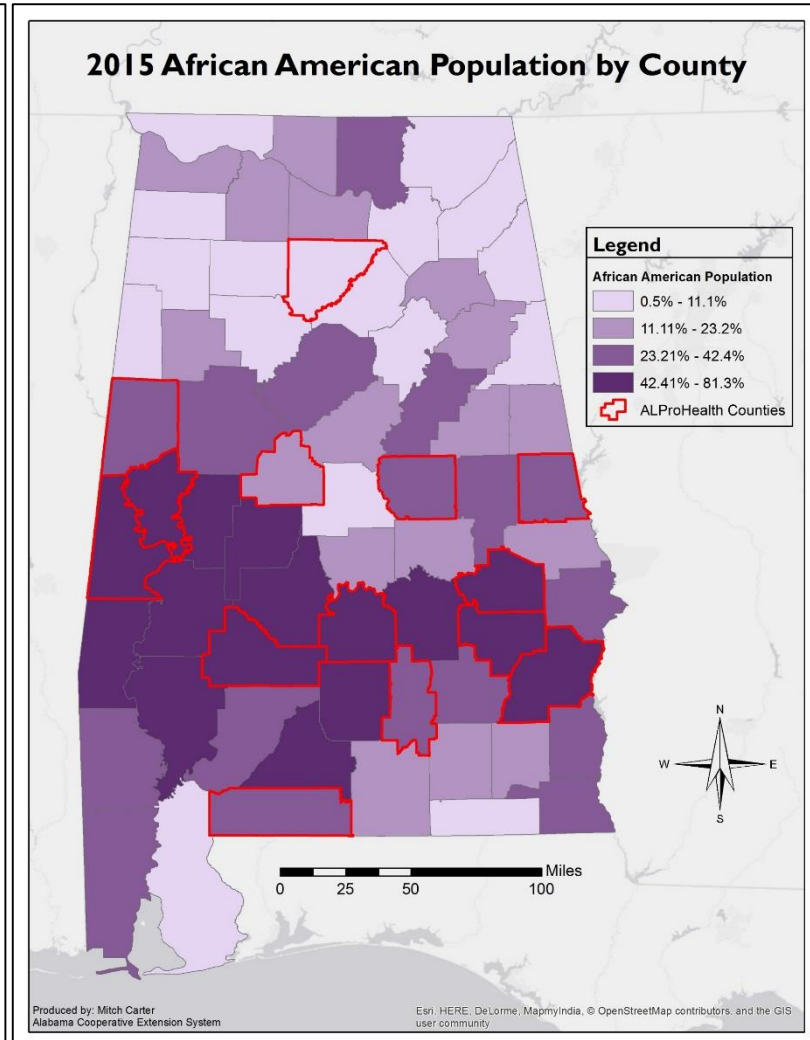 2015 African American Population by County
Legend
African American Population
0.5% - 11.1%
11.11% - 23.2%
23.21% - 42.4%
42.41% - 81.3%
ALProHealth Counties
N
W E
S
Miles
0 25 50 100
Produced by: Mitch Carter
Alabama Cooperative Extension System
Esri, HERE, DeLorme, MapmyIndia, © OpenStreetMap contributors, and the GIS
user community